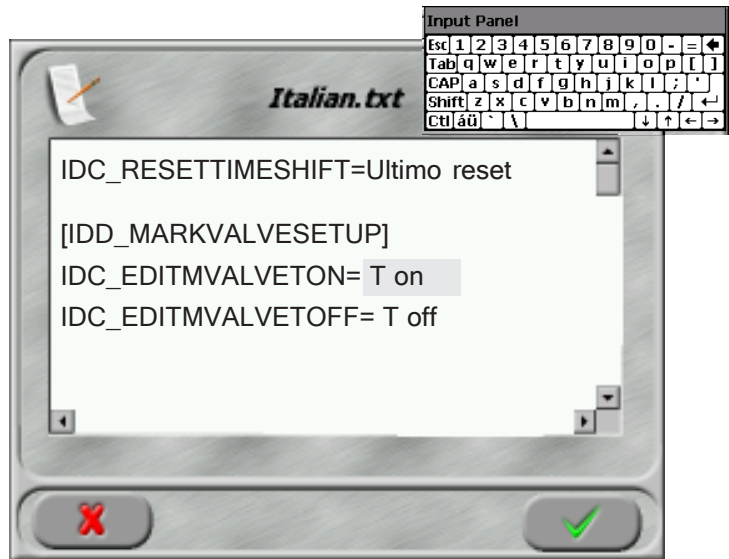 Italian.txt
Input Panel
Esc 1 2 3 4 5 6 7 8 9 0 - =
Tab q w e r t y u i o p [ ]
CAP a s d f g h j k l ; '
Shift z x c v b n m , . /
Ctl áü ` \
IDC_RESETTIMESHIFT=Ultimo reset
[IDD_MARKVALVESETUP]
IDC_EDITMVALVETON= T on
IDC_EDITMVALVETOFF= T off